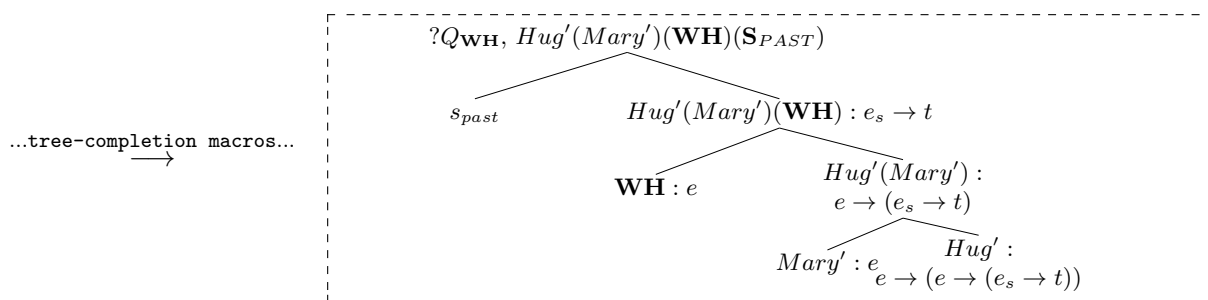 ?Q_WH, Hug′(Mary′)(WH)(S_PAST)
s_past
Hug′(Mary′)(WH) : e_s → t
...tree-completion macros...
⟶
WH : e
Hug′(Mary′) :
e → (e_s → t)
Mary′ : e
Hug′ :
e → (e → (e_s → t))